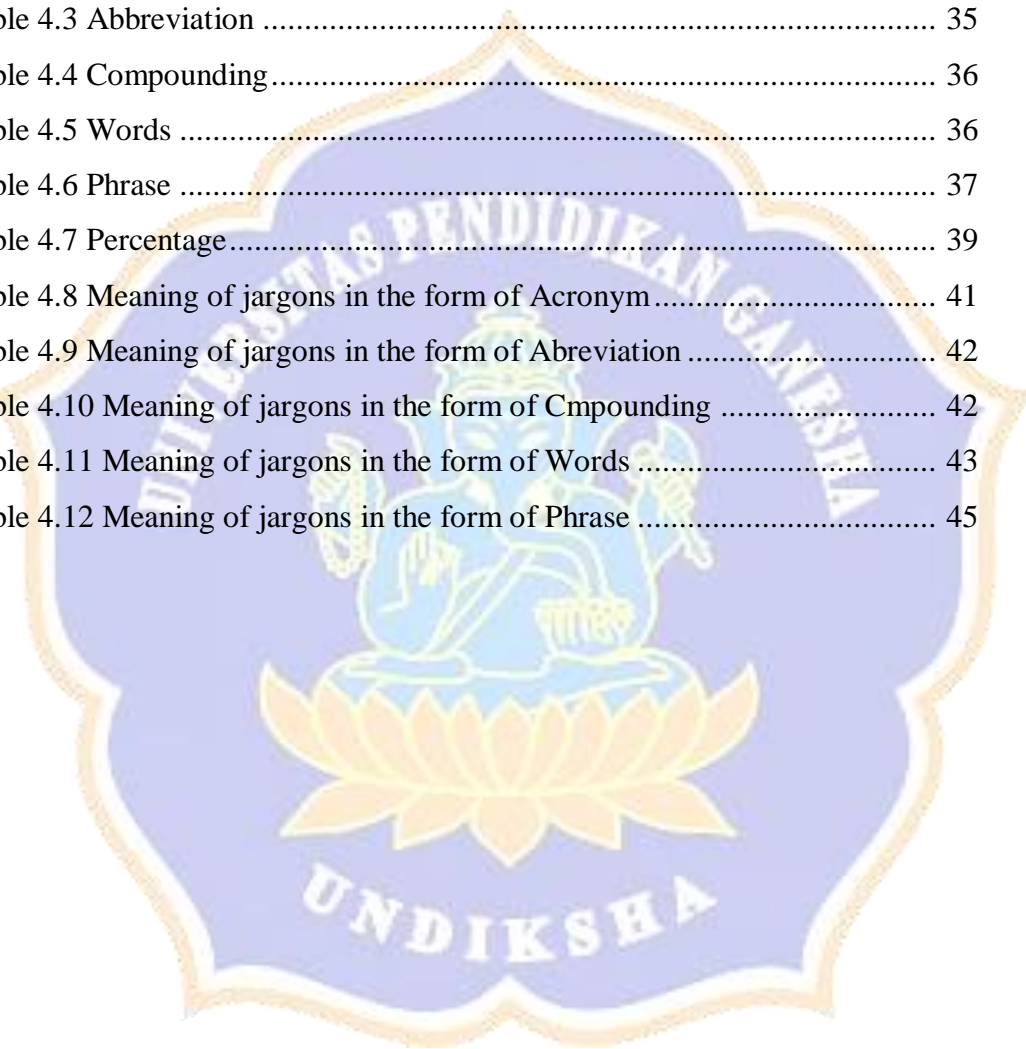 ble 4.3 Abbreviation ................................................................................ 35
ble 4.4 Compounding................................................................................ 36
ble 4.5 Words ................................................................................ 36
ble 4.6 Phrase ................................................................................ 37
ble 4.7 Percentage................................................................................ 39
ble 4.8 Meaning of jargons in the form of Acronym................................. 41
ble 4.9 Meaning of jargons in the form of Abreviation ............................. 42
ble 4.10 Meaning of jargons in the form of Cmpounding ......................... 42
ble 4.11 Meaning of jargons in the form of Words ................................... 43
ble 4.12 Meaning of jargons in the form of Phrase ................................... 45
UNIVERSITAS PENDIDIKAN GANESHA
UNDIKSHA